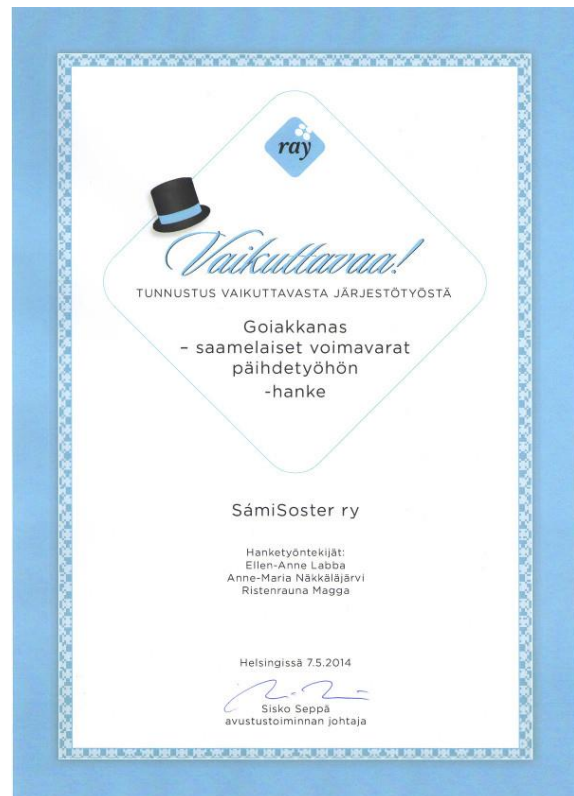 ray
Vaikuttavaa!
TUNNUSTUS VAIKUTTAVASTA JÄRJESTÖTYÖSTÄ
Goiakkanas
– saamelaiset voimavarat
päihdetyöhön
-hanke
SámiSoster ry
Hanketyöntekijät:
Ellen-Anne Labba
Anne-Maria Näkkäläjärvi
Ristenrauna Magga
Helsingissä 7.5.2014
Sisko Seppä
avustustoiminnan johtaja